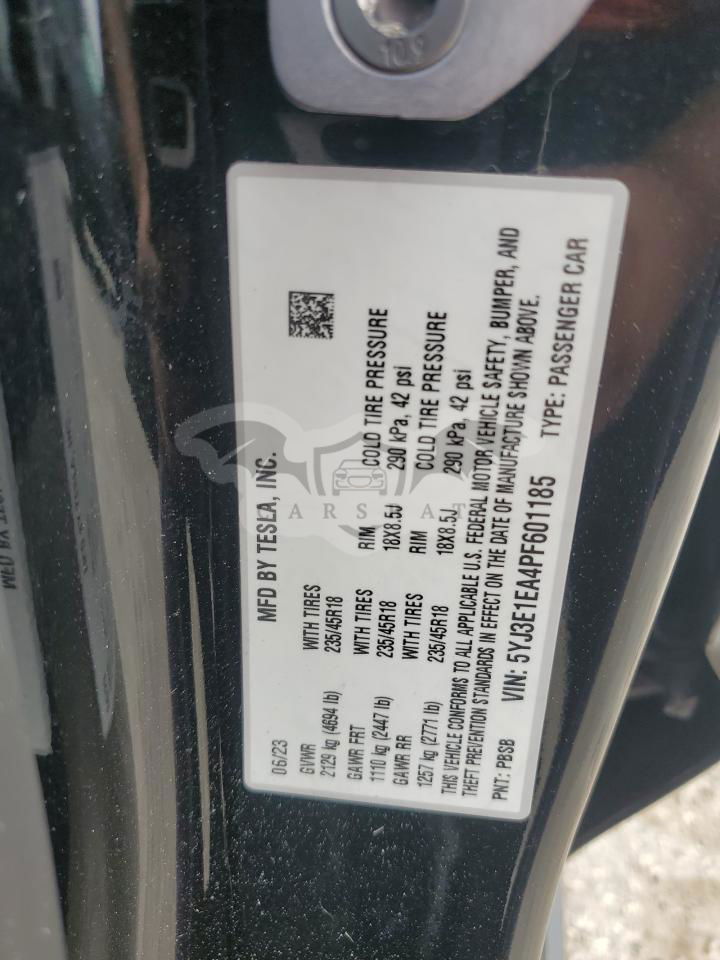 10.9
MFD BY TESLA, INC.
06/23
GVWR
2129 kg (4694 lb)
WITH TIRES
235/45R18
GAWR FRT
1110 kg (2447 lb)
WITH TIRES
235/45R18
RIM
18X8.5J
COLD TIRE PRESSURE
290 kPa, 42 psi
GAWR RR
1257 kg (2771 lb)
WITH TIRES
235/45R18
RIM
18X8.5J
COLD TIRE PRESSURE
290 kPa, 42 psi
THIS VEHICLE CONFORMS TO ALL APPLICABLE U.S. FEDERAL MOTOR VEHICLE SAFETY, BUMPER, AND
THEFT PREVENTION STANDARDS IN EFFECT ON THE DATE OF MANUFACTURE SHOWN ABOVE.
PNT: PBSB VIN: 5YJ3E1EA4PF601185 TYPE: PASSENGER CAR